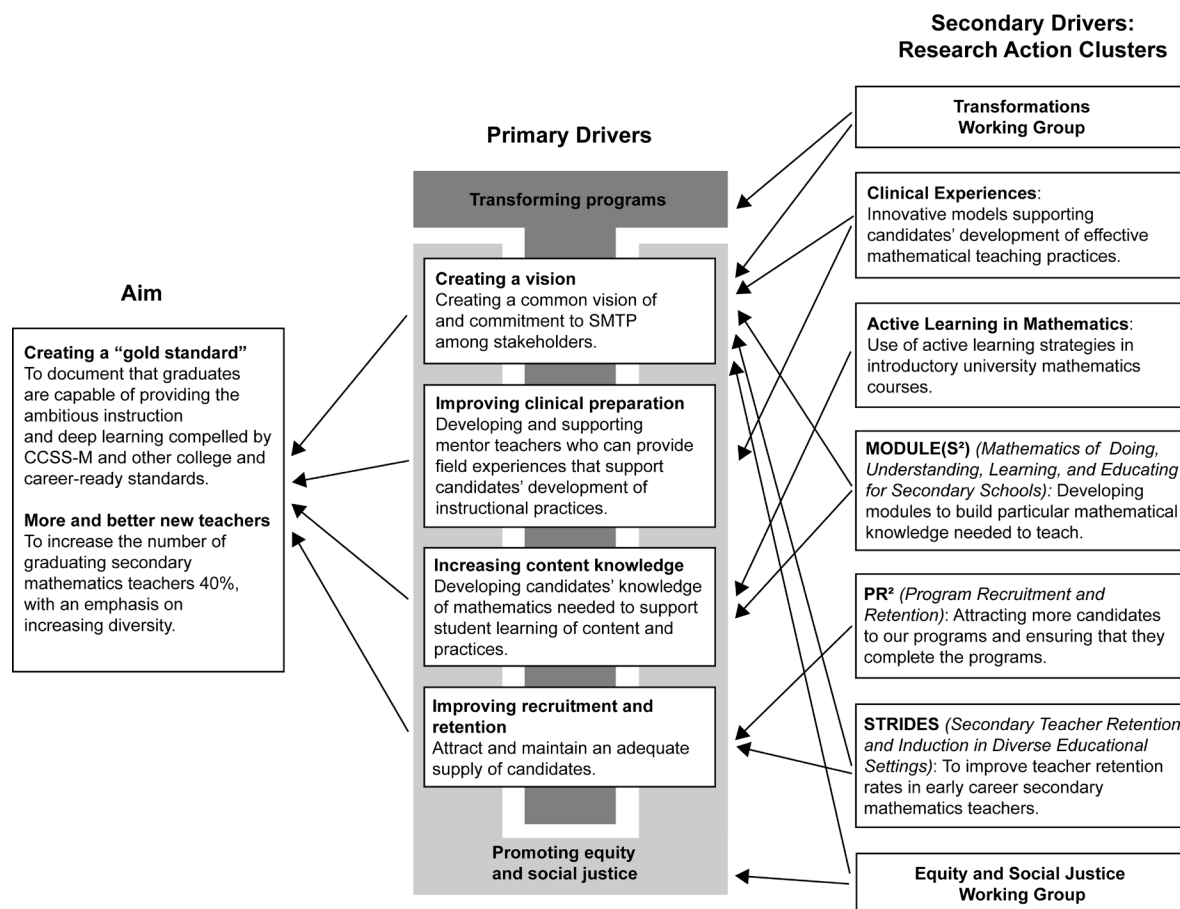 Aim
Creating a “gold standard”
To document that graduates
are capable of providing the
ambitious instruction
and deep learning compelled by
CCSS-M and other college and
career-ready standards.
More and better new teachers
To increase the number of
graduating secondary
mathematics teachers 40%,
with an emphasis on
increasing diversity.
Primary Drivers
Transforming programs
Creating a vision
Creating a common vision of
and commitment to SMTP
among stakeholders.
Improving clinical preparation
Developing and supporting
mentor teachers who can provide
field experiences that support
candidates’ development of
instructional practices.
Increasing content knowledge
Developing candidates’ knowledge
of mathematics needed to support
student learning of content and
practices.
Improving recruitment and
retention
Attract and maintain an adequate
supply of candidates.
Promoting equity
and social justice
Secondary Drivers:
Research Action Clusters
Transformations
Working Group
Clinical Experiences:
Innovative models supporting
candidates’ development of effective
mathematical teaching practices.
Active Learning in Mathematics:
Use of active learning strategies in
introductory university mathematics
courses.
MODULE(S²) (Mathematics of Doing,
Understanding, Learning, and Educating
for Secondary Schools): Developing
modules to build particular mathematical
knowledge needed to teach.
PR² (Program Recruitment and
Retention): Attracting more candidates
to our programs and ensuring that they
complete the programs.
STRIDES (Secondary Teacher Retention
and Induction in Diverse Educational
Settings): To improve teacher retention
rates in early career secondary
mathematics teachers.
Equity and Social Justice
Working Group